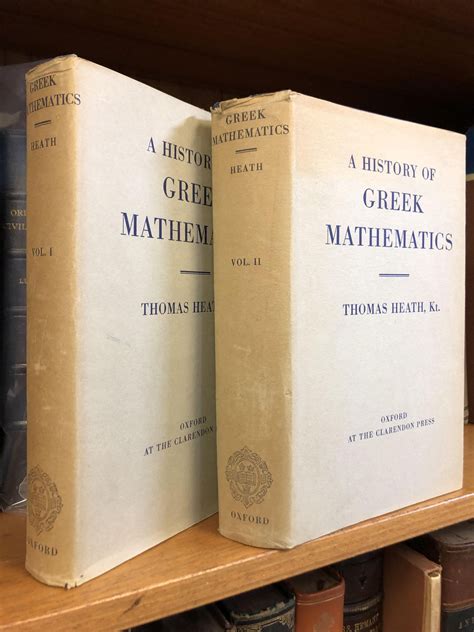 GREEK
MATHEMATICS
HEATH
VOL. I
OXFORD
A HISTORY
GREEK
MATHEMA
THOMAS HEAT
OXFORD
AT THE CLARENDON
GREEK
MATHEMATICS
HEATH
VOL. II
OXFORD
A HISTORY OF
GREEK
MATHEMATICS
THOMAS HEATH, Kt.
OXFORD
AT THE CLARENDON PRESS